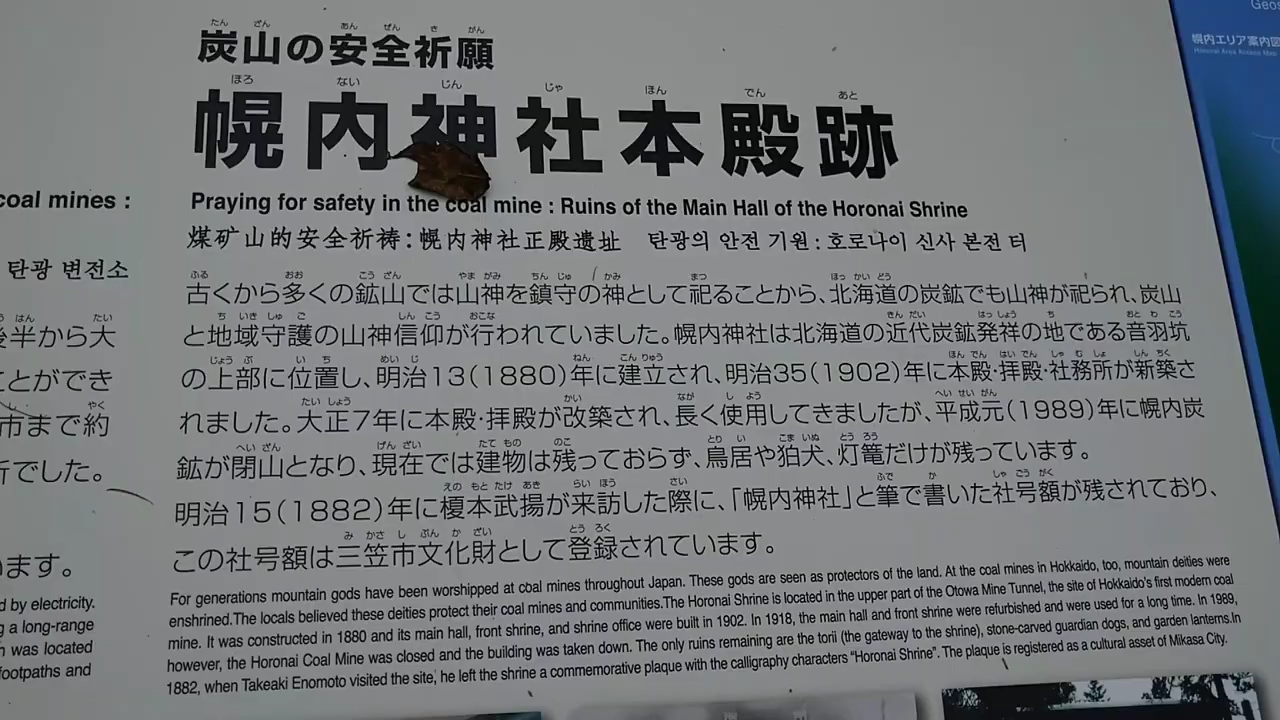 炭山の安全祈願
幌内神社本殿跡
Praying for safety in the coal mine : Ruins of the Main Hall of the Horonai Shrine
煤矿山的安全祈祷：幌内神社正殿遗址　탄광의 안전 기원 : 호로나이 신사 본전 터
古くから多くの鉱山では山神を鎮守の神として祀ることから、北海道の炭鉱でも山神が祀られ、炭山
と地域守護の山神信仰が行われていました。幌内神社は北海道の近代炭鉱発祥の地である音羽坑
の上部に位置し、明治13(1880)年に建立され、明治35(1902)年に本殿・拝殿・社務所が新築さ
れました。大正7年に本殿・拝殿が改築され、長く使用してきましたが、平成元(1989)年に幌内炭
鉱が閉山となり、現在では建物は残っておらず、鳥居や狛犬、灯篭だけが残っています。
明治15(1882)年に榎本武揚が来訪した際に、「幌内神社」と筆で書いた社号額が残されており、
この社号額は三笠市文化財として登録されています。
For generations mountain gods have been worshipped at coal mines throughout Japan. These gods are seen as protectors of the land. At the coal mines in Hokkaido, too, mountain deities were
enshrined.The locals believed these deities protect their coal mines and communities.The Horonai Shrine is located in the upper part of the Otowa Mine Tunnel, the site of Hokkaido's first modern coal
mine. It was constructed in 1880 and its main hall, front shrine, and shrine office were built in 1902. In 1918, the main hall and front shrine were refurbished and were used for a long time. In 1989,
however, the Horonai Coal Mine was closed and the building was taken down. The only ruins remaining are the torii (the gateway to the shrine), stone-carved guardian dogs, and garden lanterns.In
1882, when Takeaki Enomoto visited the site, he left the shrine a commemorative plaque with the calligraphy characters "Horonai Shrine". The plaque is registered as a cultural asset of Mikasa City.
coal mines :
탄광 변전소
後半から大
ことができ
市まで約
所でした。
います。
d by electricity.
g a long-range
n was located
footpaths and
Geos
幌内エリア案内図
Horonai Area Access Map